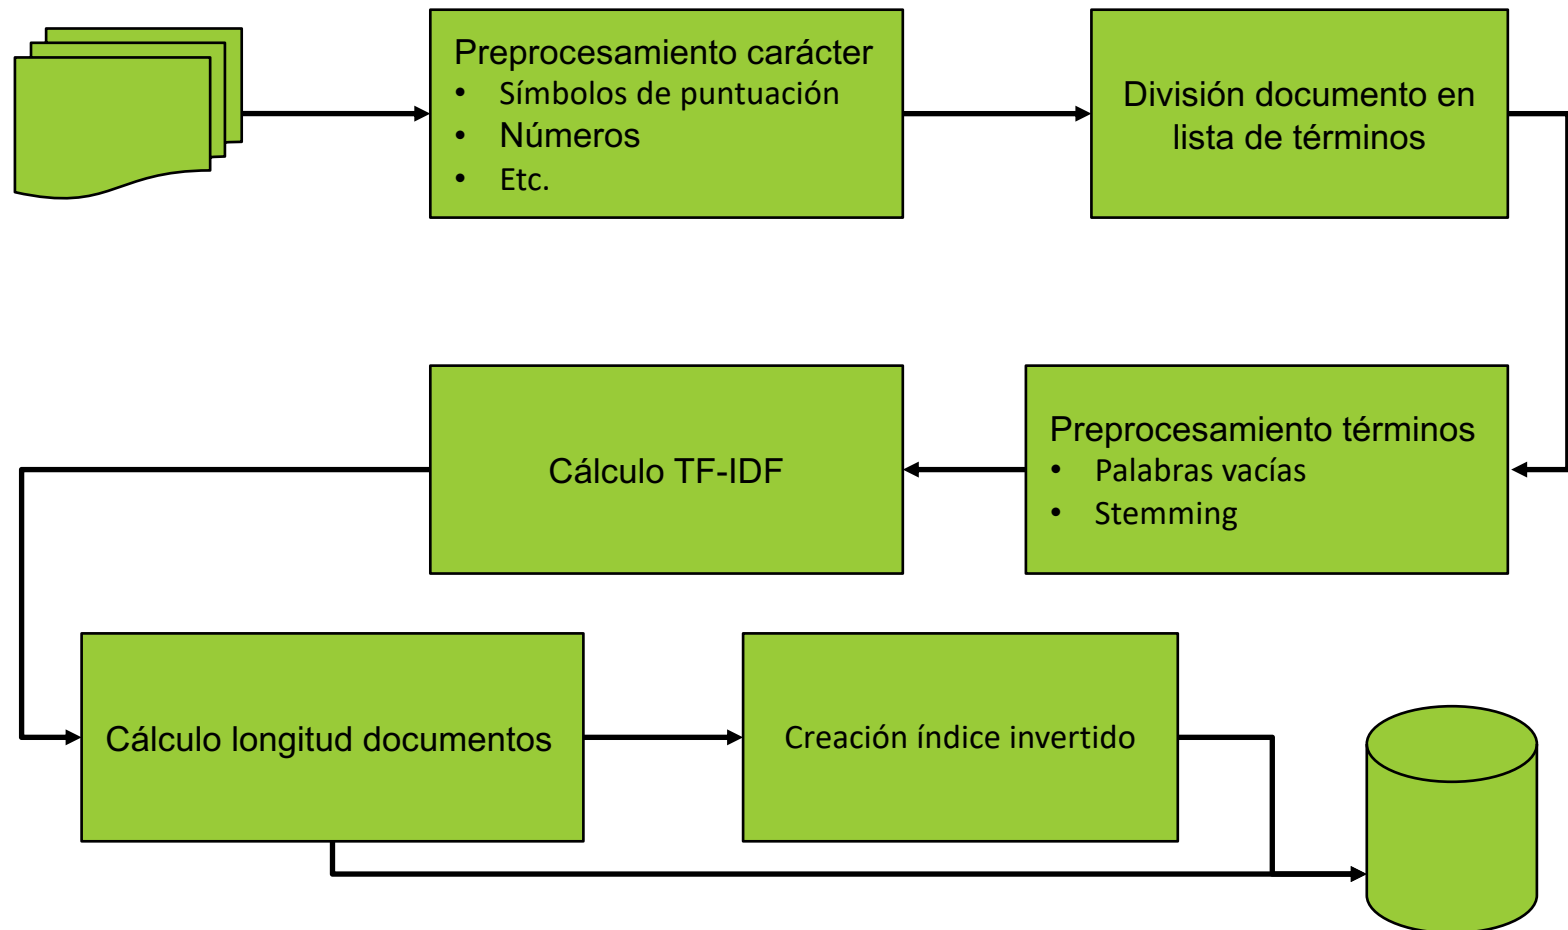 Preprocesamiento carácter
• Símbolos de puntuación
• Números
• Etc.
División documento en
lista de términos
Preprocesamiento términos
• Palabras vacías
• Stemming
Cálculo TF-IDF
Cálculo longitud documentos
Creación índice invertido